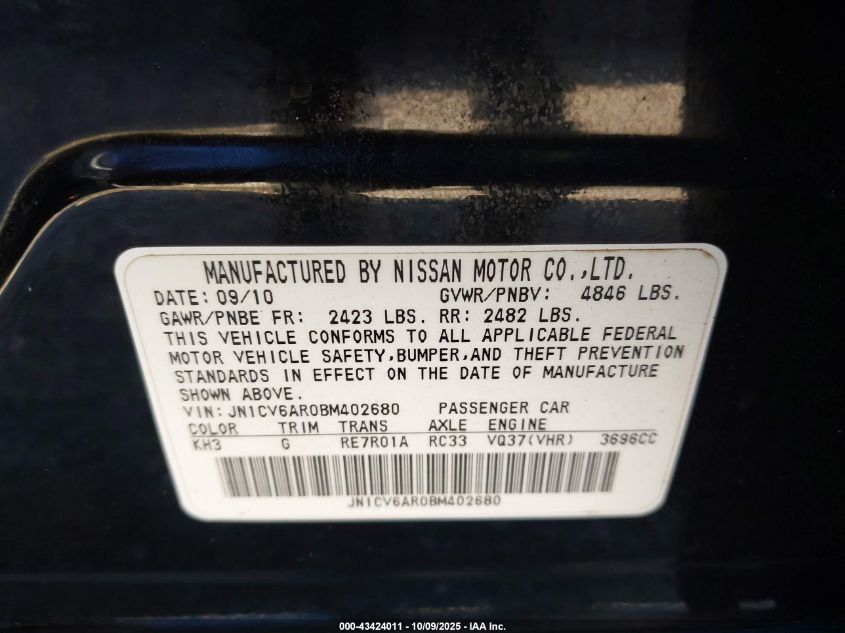 MANUFACTURED BY NISSAN MOTOR CO.,LTD.
DATE: 09/10 GVWR/PNBV: 4846 LBS.
GAWR/PNBE FR: 2423 LBS. RR: 2482 LBS.
THIS VEHICLE CONFORMS TO ALL APPLICABLE FEDERAL
MOTOR VEHICLE SAFETY,BUMPER,AND THEFT PREVENTION
STANDARDS IN EFFECT ON THE DATE OF MANUFACTURE
SHOWN ABOVE.
VIN: JN1CV6AR0BM402680 PASSENGER CAR
COLOR TRIM TRANS AXLE ENGINE
KH3 G RE7R01A RC33 VQ37(VHR) 3696CC
JN1CV6AR0BM402680
000-43424011 - 10/09/2025 - IAA Inc.